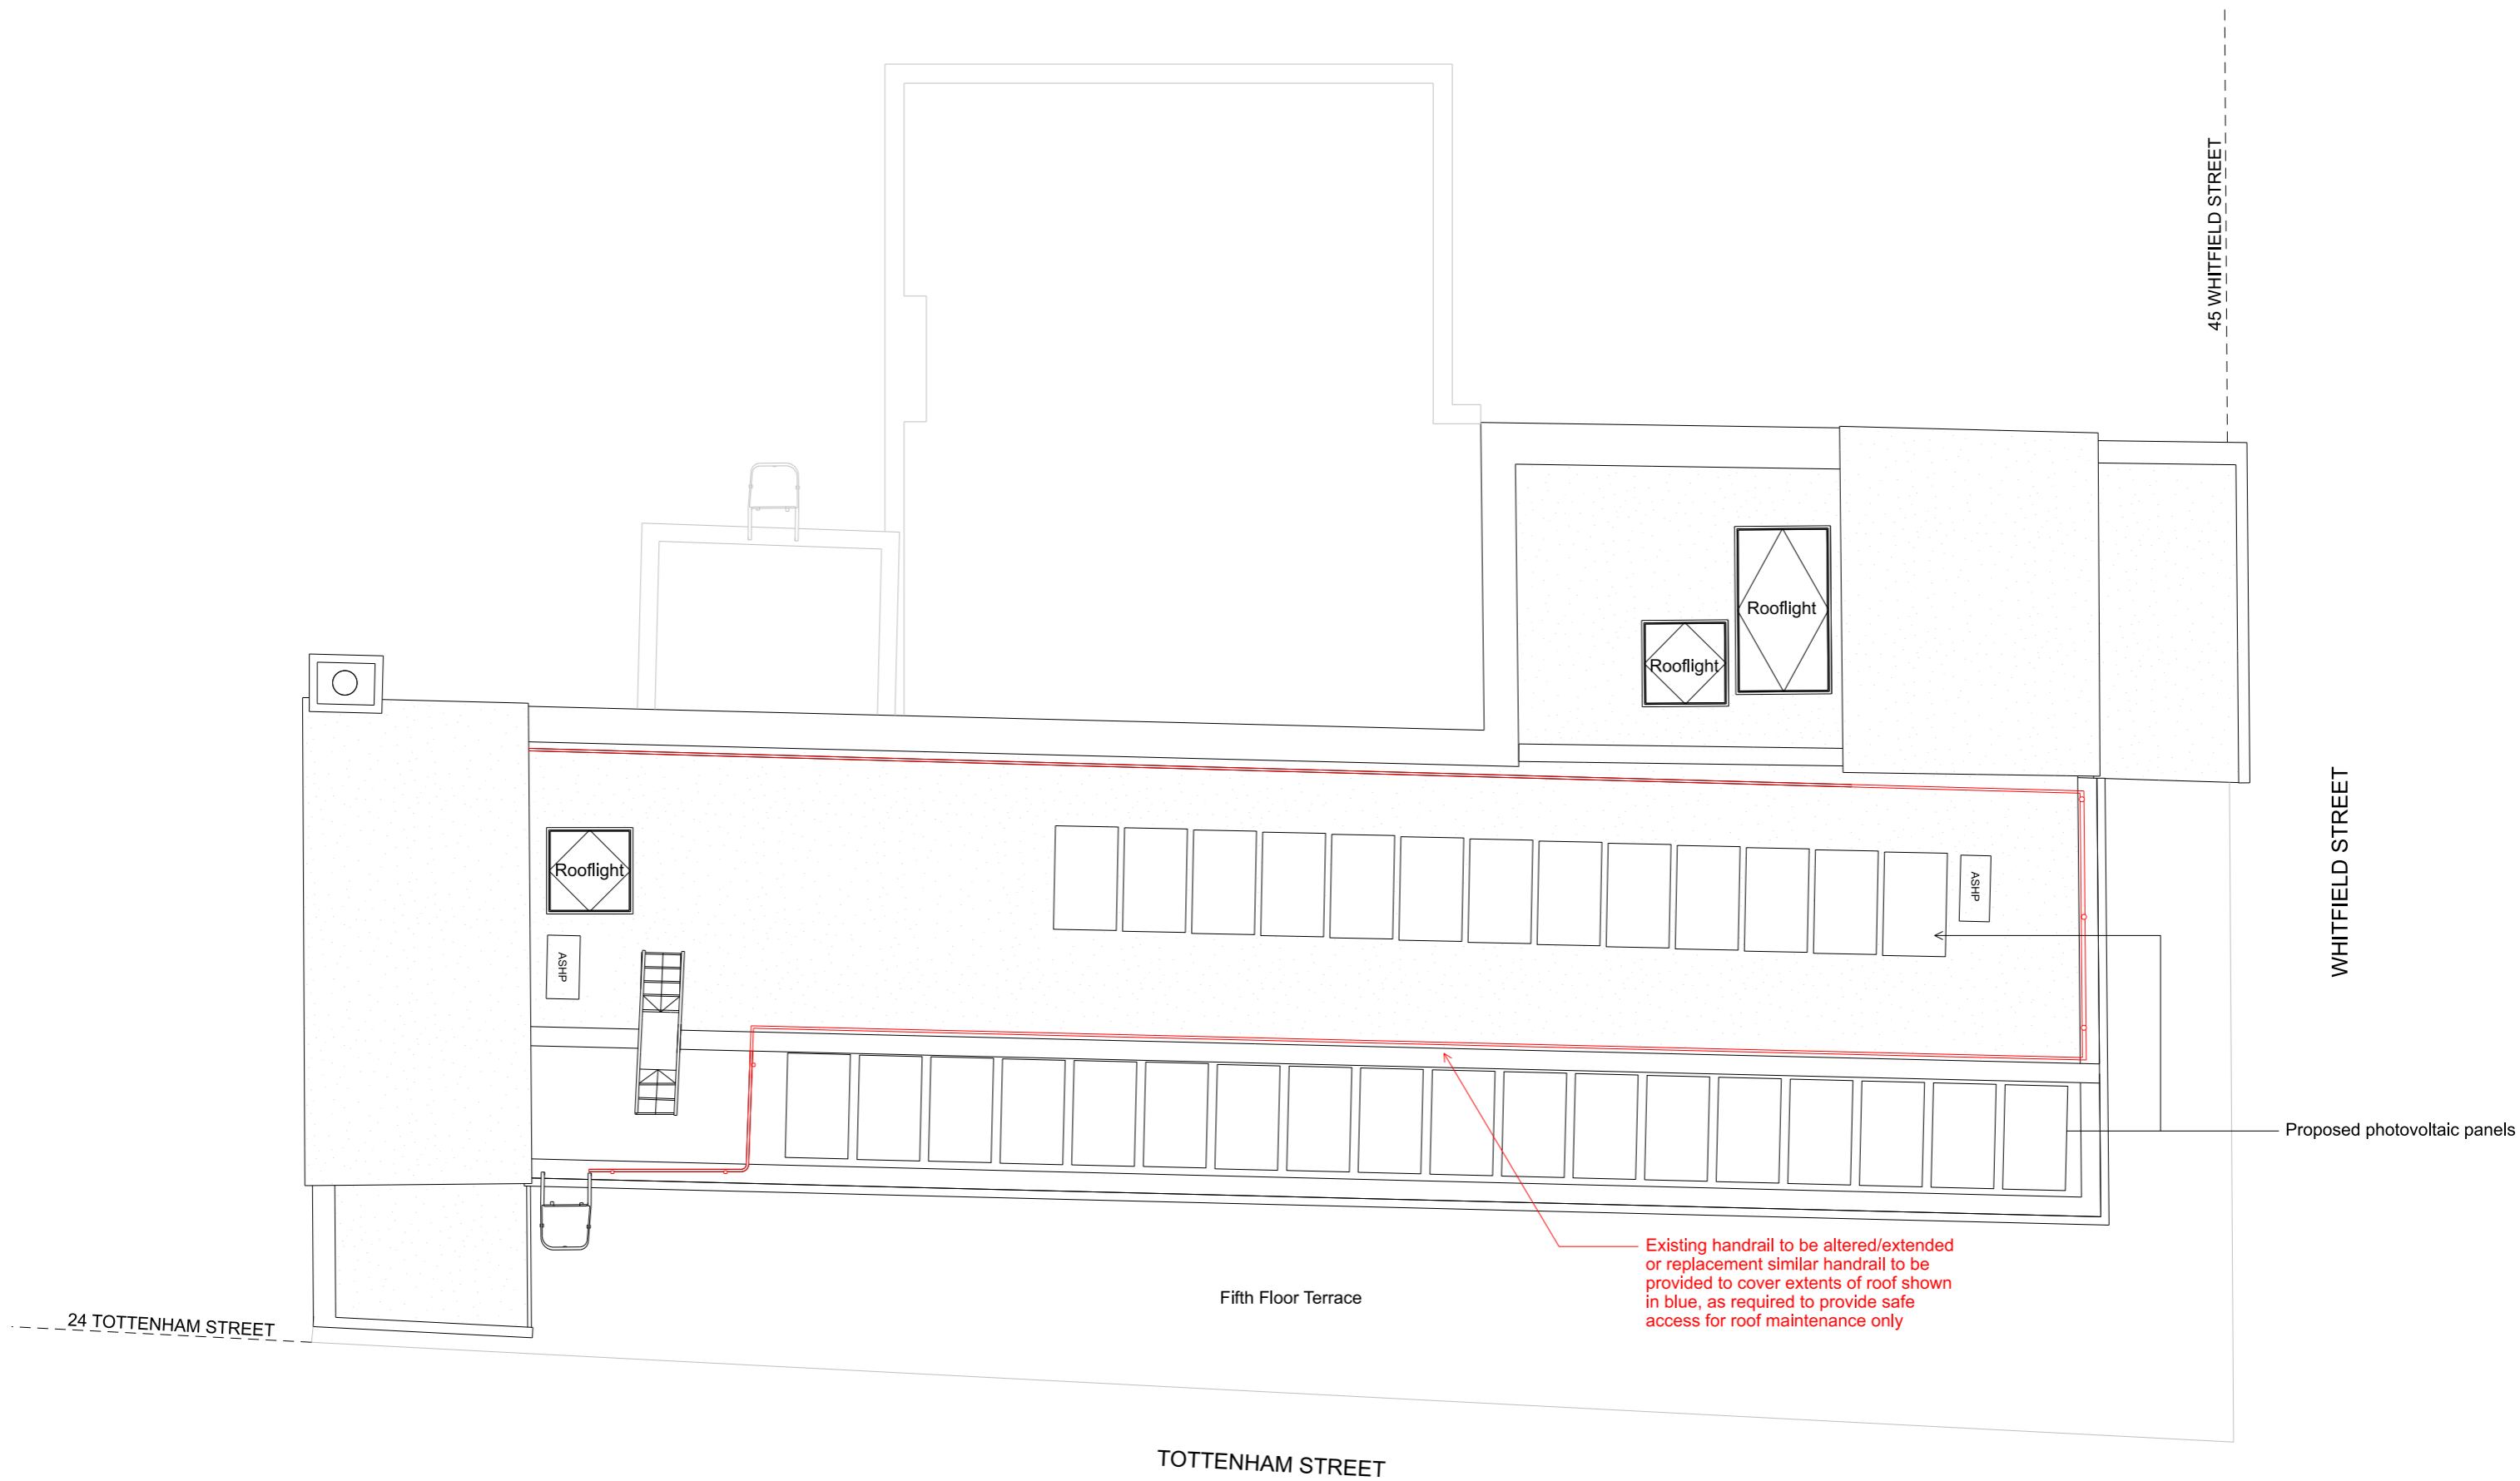 45 WHITFIELD STREET
Rooflight
Rooflight
WHITFIELD STREET
Rooflight
ASHP
ASHP
Proposed photovoltaic panels
Existing handrail to be altered/extended
or replacement similar handrail to be
provided to cover extents of roof shown
in blue, as required to provide safe
access for roof maintenance only
Fifth Floor Terrace
24 TOTTENHAM STREET
TOTTENHAM STREET